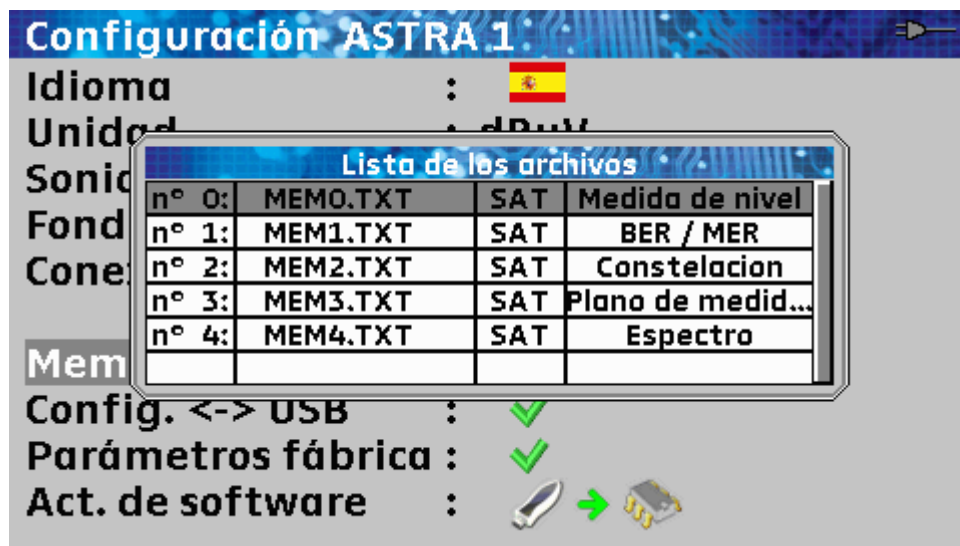 Configuración ASTRA 1
Idioma :
Unidad : dBµV
Lista de los archivos
n° 0: MEM0.TXT SAT Medida de nivel
n° 1: MEM1.TXT SAT BER / MER
n° 2: MEM2.TXT SAT Constelacion
n° 3: MEM3.TXT SAT Plano de medid...
n° 4: MEM4.TXT SAT Espectro
Sonid
Fond
Cone
Mem
Config. <-> USB :
Parámetros fábrica :
Act. de software :